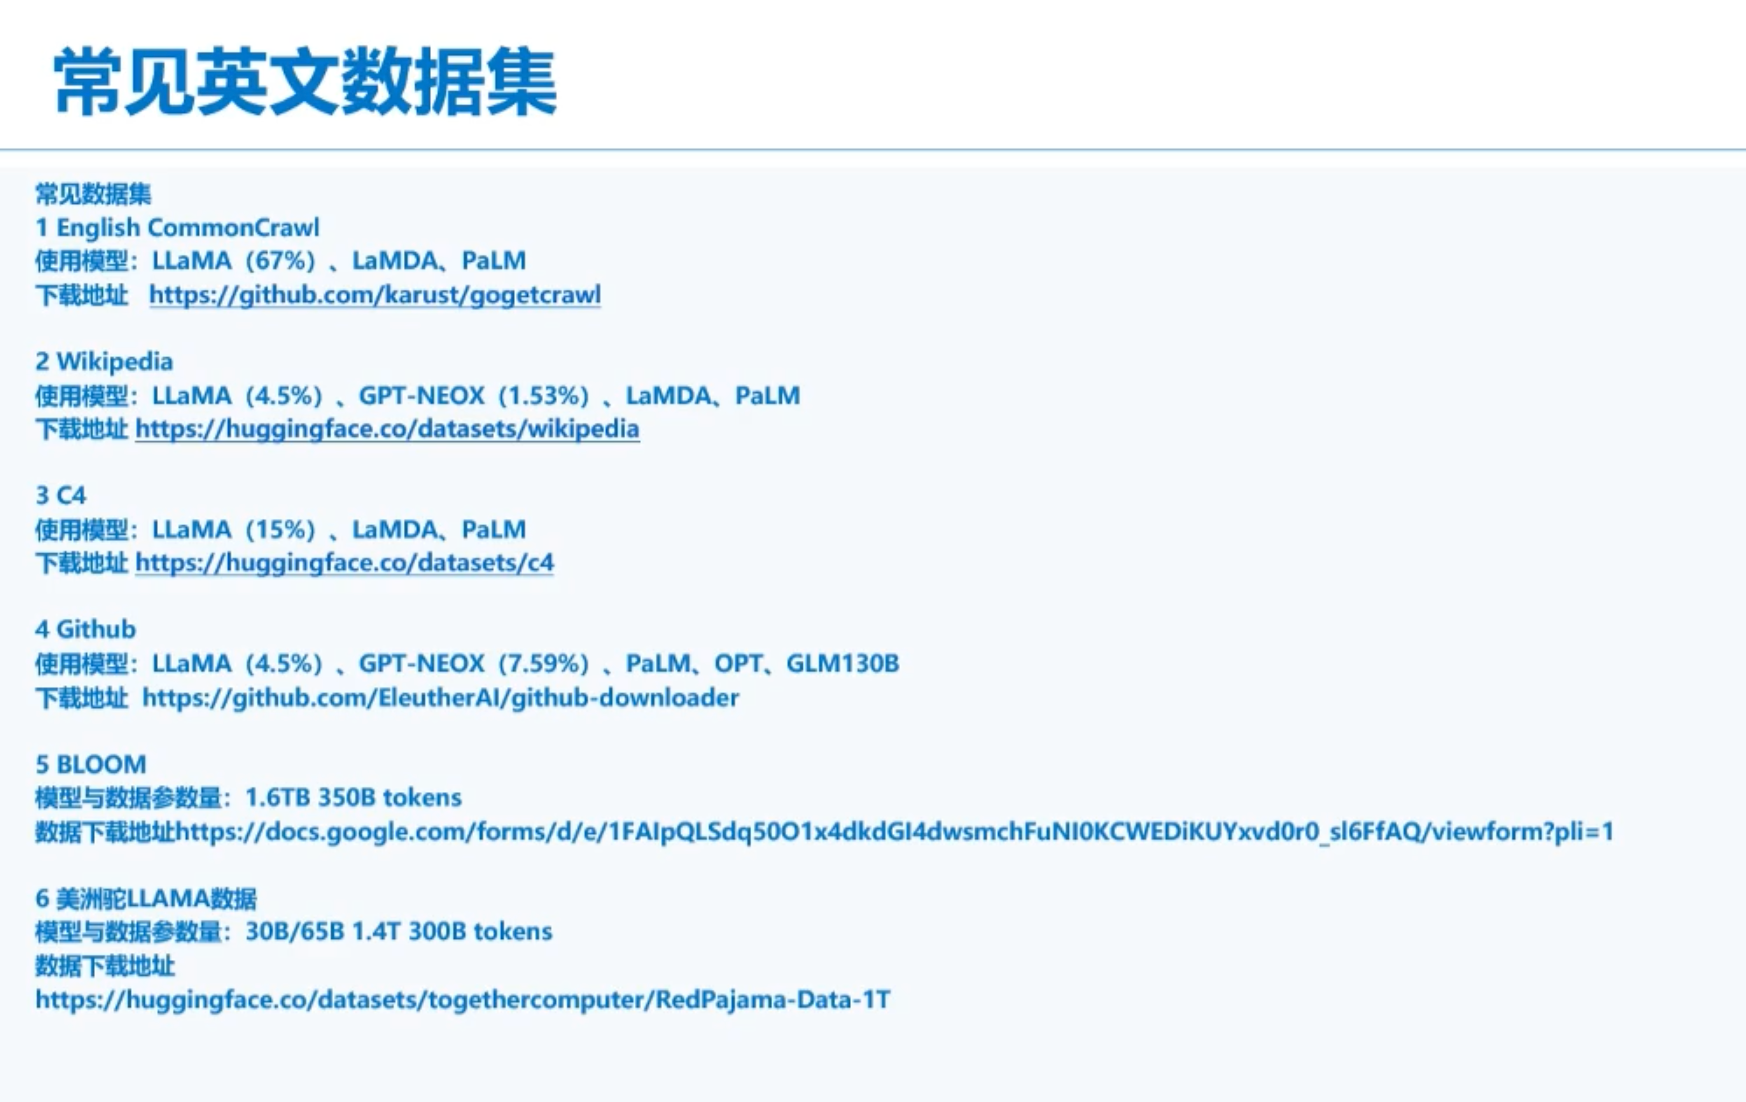 常见英文数据集
常见数据集
1 English CommonCrawl
使用模型：LLaMA（67%）、LaMDA、PaLM
下载地址 https://github.com/karust/gogetcrawl
2 Wikipedia
使用模型：LLaMA（4.5%）、GPT-NEOX（1.53%）、LaMDA、PaLM
下载地址 https://huggingface.co/datasets/wikipedia
3 C4
使用模型：LLaMA（15%）、LaMDA、PaLM
下载地址 https://huggingface.co/datasets/c4
4 Github
使用模型：LLaMA（4.5%）、GPT-NEOX（7.59%）、PaLM、OPT、GLM130B
下载地址 https://github.com/EleutherAI/github-downloader
5 BLOOM
模型与数据参数量：1.6TB 350B tokens
数据下载地址https://docs.google.com/forms/d/e/1FAIpQLSdq50O1x4dkdGI4dwsmchFuNI0KCWEDiKUYxvd0r0_sl6FfAQ/viewform?pli=1
6 美洲驼LLAMA数据
模型与数据参数量：30B/65B 1.4T 300B tokens
数据下载地址
https://huggingface.co/datasets/togethercomputer/RedPajama-Data-1T